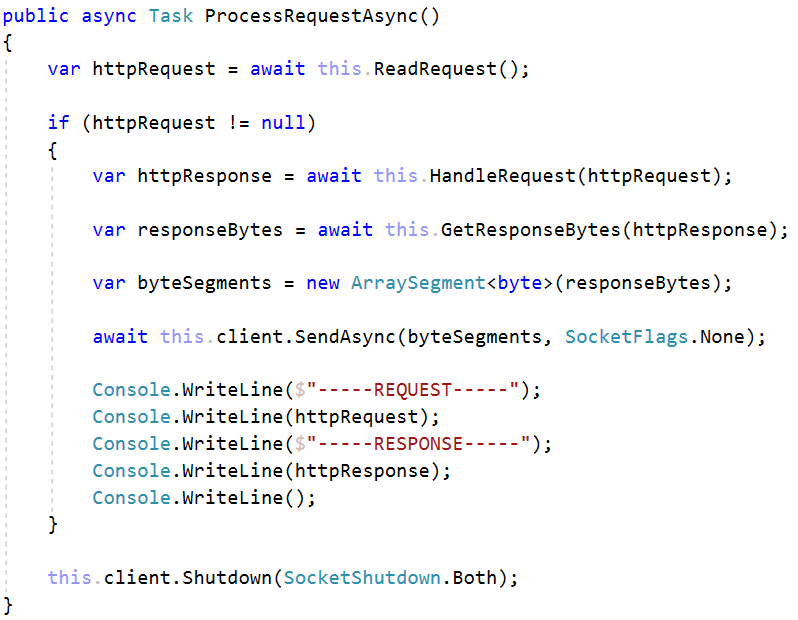 public async Task ProcessRequestAsync()
{
    var httpRequest = await this.ReadRequest();

    if (httpRequest != null)
    {
        var httpResponse = await this.HandleRequest(httpRequest);

        var responseBytes = await this.GetResponseBytes(httpResponse);

        var byteSegments = new ArraySegment<byte>(responseBytes);

        await this.client.SendAsync(byteSegments, SocketFlags.None);

        Console.WriteLine($"-----REQUEST-----");
        Console.WriteLine(httpRequest);
        Console.WriteLine($"-----RESPONSE-----");
        Console.WriteLine(httpResponse);
        Console.WriteLine();
    }

    this.client.Shutdown(SocketShutdown.Both);
}